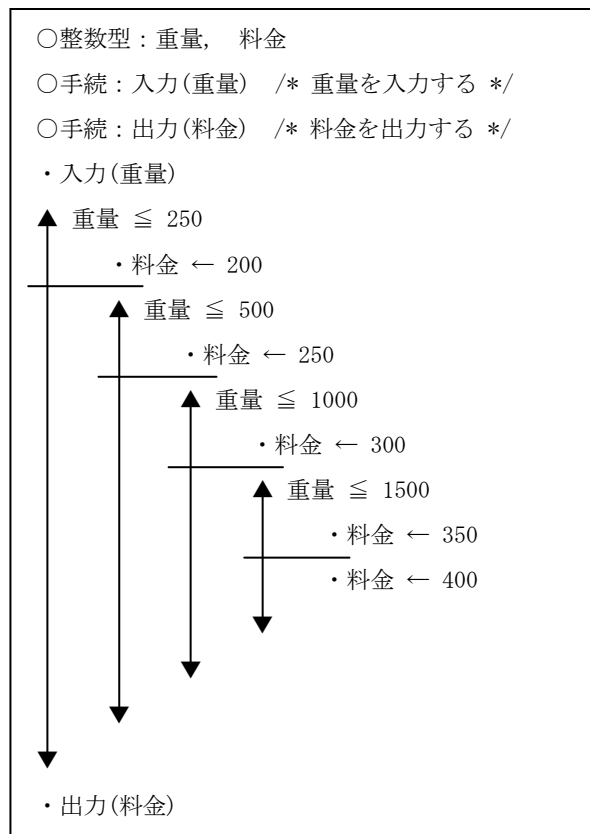 ○整数型：重量，　料金
○手続：入力(重量)　/* 重量を入力する */
○手続：出力(料金)　/* 料金を出力する */
・入力(重量)
重量 ≦ 250
・料金 ← 200
重量 ≦ 500
・料金 ← 250
重量 ≦ 1000
・料金 ← 300
重量 ≦ 1500
・料金 ← 350
・料金 ← 400
・出力(料金)